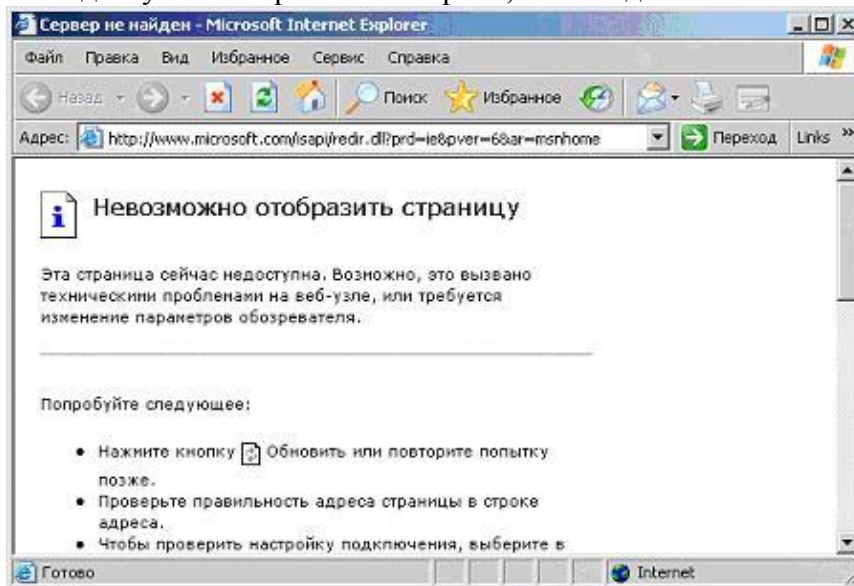 Сервер не найден - Microsoft Internet Explorer
Файл Правка Вид Избранное Сервис Справка
Назад Поиск Избранное
Адрес: http://www.microsoft.com/isapi/redir.dll?prd=ie&pver=6&ar=msnhome Переход Links »
Невозможно отобразить страницу
Эта страница сейчас недоступна. Возможно, это вызвано
техническими проблемами на веб-узле, или требуется
изменение параметров обозревателя.
Попробуйте следующее:
• Нажмите кнопку Обновить или повторите попытку
позже.
• Проверьте правильность адреса страницы в строке
адреса.
• Чтобы проверить настройку подключения, выберите в
Готово Internet